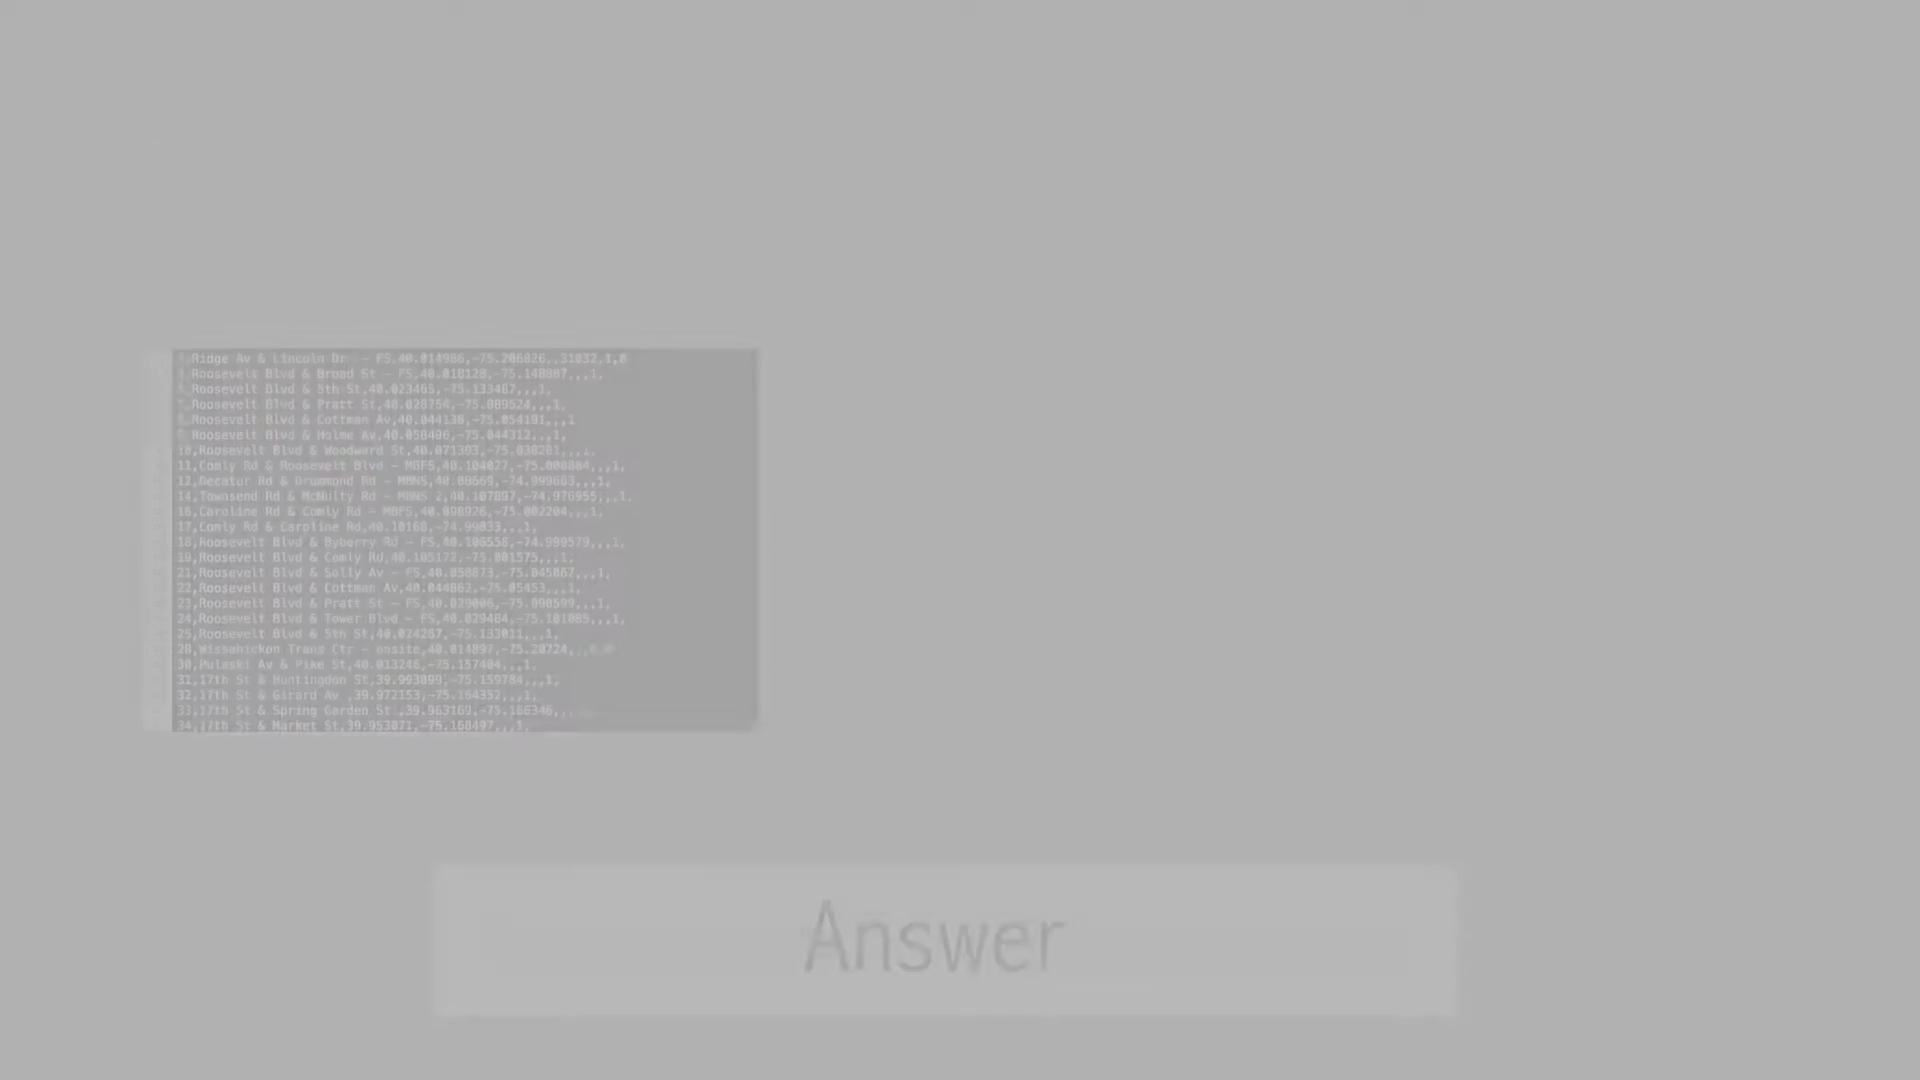 ,Ridge Av & Lincoln Dr - FS,40.014986,-75.206826,,31032,1,0
,Roosevelt Blvd & Broad St - FS,40.018128,-75.148887,,,1,
,Roosevelt Blvd & 5th St,40.023465,-75.133487,,,1,
,Roosevelt Blvd & Pratt St,40.028754,-75.089524,,,1,
,Roosevelt Blvd & Cottman Av,40.044136,-75.054191,,,1
,Roosevelt Blvd & Holme Av,40.058406,-75.044312,,,1,
10,Roosevelt Blvd & Woodward St,40.071393,-75.038281,,,1,
11,Comly Rd & Roosevelt Blvd - MBFS,40.104027,-75.000804,,,1,
12,Decatur Rd & Drummond Rd - MBNS,40.08669,-74.999683,,,1,
14,Townsend Rd & McNulty Rd - MBNS 2,40.107897,-74.976955,,,1,
16,Caroline Rd & Comly Rd - MBFS,40.098926,-75.002204,,,1,
17,Comly Rd & Caroline Rd,40.10168,-74.99833,,,1,
18,Roosevelt Blvd & Byberry Rd - FS,40.106558,-74.999579,,,1,
19,Roosevelt Blvd & Comly Rd,40.105172,-75.001575,,,1,
21,Roosevelt Blvd & Solly Av - FS,40.058873,-75.045067,,,1,
22,Roosevelt Blvd & Cottman Av,40.044862,-75.05453,,,1,
23,Roosevelt Blvd & Pratt St - FS,40.029006,-75.090599,,,1,
24,Roosevelt Blvd & Tower Blvd - FS,40.029484,-75.101085,,,1,
25,Roosevelt Blvd & 5th St,40.024267,-75.133011,,,1,
28,Wissahickon Trans Ctr - onsite,40.014897,-75.20724,,,
30,Pulaski Av & Pike St,40.013246,-75.157404,,,1,
31,17th St & Huntingdon St,39.993099,-75.159784,,,1,
32,17th St & Girard Av ,39.972153,-75.164352,,,1,
33,17th St & Spring Garden St ,39.963169,-75.166346,,,
34,17th St & Market St,39.953071,-75.168497,,,1,
Answer